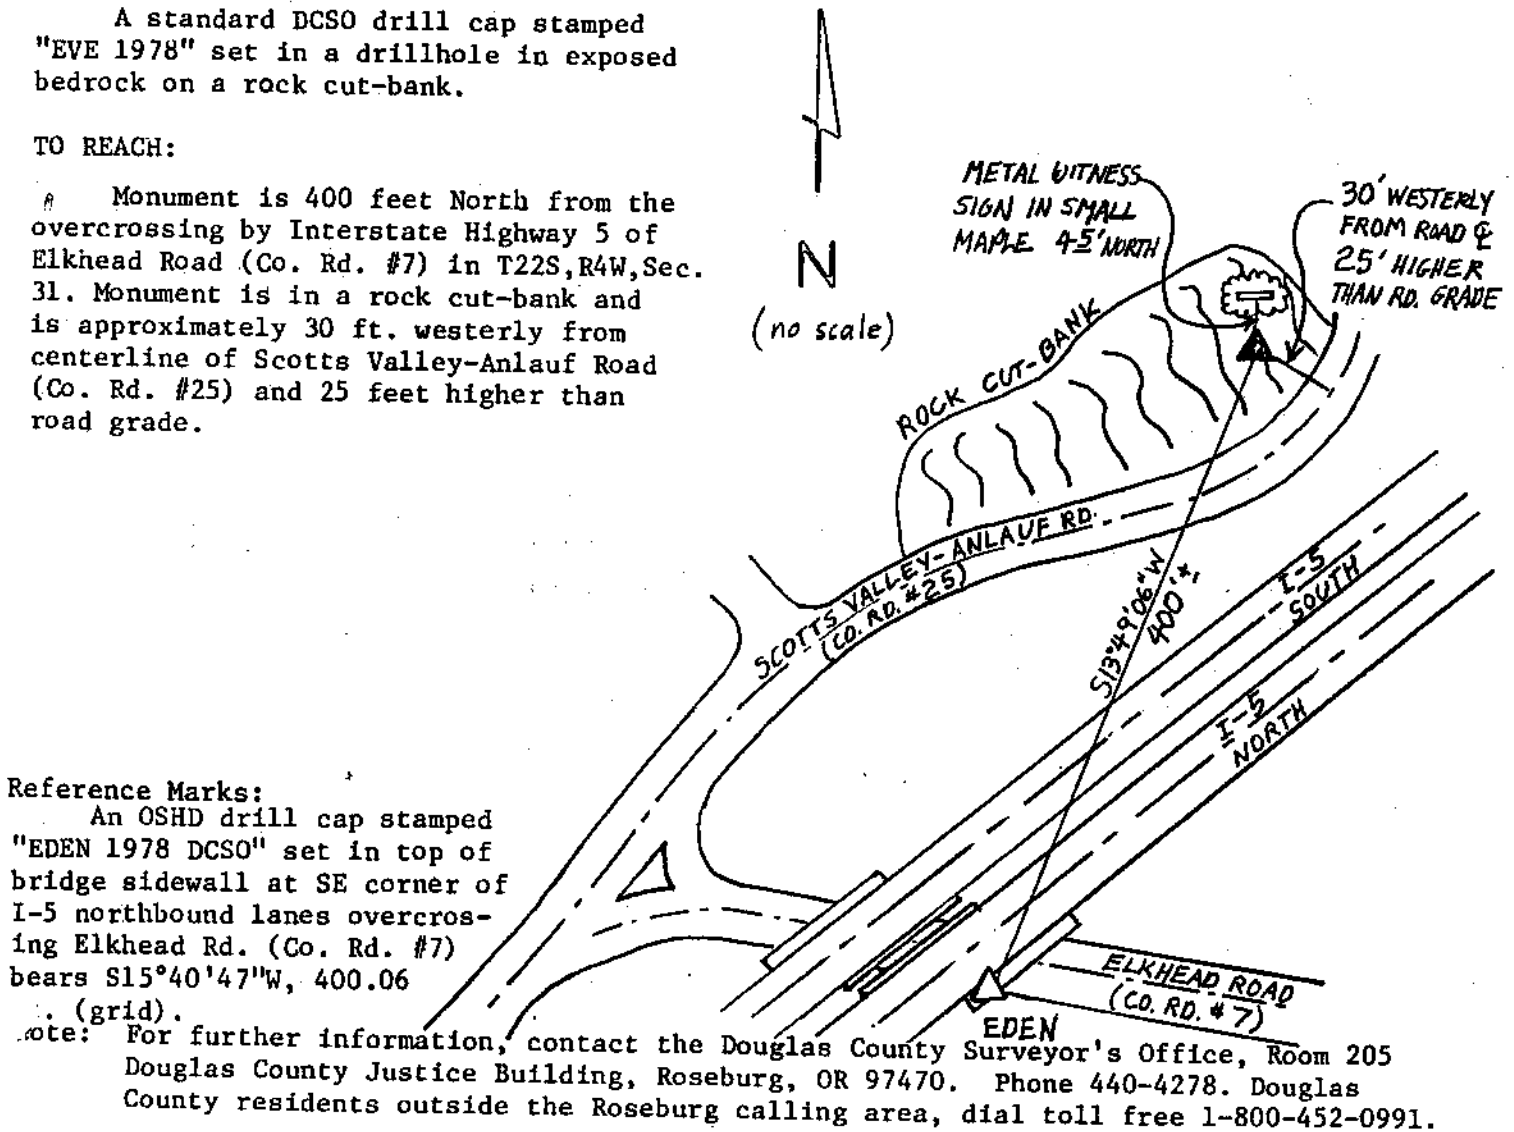 A standard DCSO drill cap stamped
"EVE 1978" set in a drillhole in exposed
bedrock on a rock cut-bank.
TO REACH:
Monument is 400 feet North from the
overcrossing by Interstate Highway 5 of
Elkhead Road (Co. Rd. #7) in T22S,R4W,Sec.
31. Monument is in a rock cut-bank and
is approximately 30 ft. westerly from
centerline of Scotts Valley-Anlauf Road
(Co. Rd. #25) and 25 feet higher than
road grade.
N
(no scale)
METAL WITNESS
SIGN IN SMALL
MAPLE 45' NORTH
30' WESTERLY
FROM ROAD ℄
25' HIGHER
THAN RD. GRADE
ROCK CUT-BANK
SCOTTS VALLEY-ANLAUF RD.
(CO. RD. #25)
S13°49'06"W
400'±
I-5
SOUTH
I-5
NORTH
ELKHEAD ROAD
(CO. RD. #7)
EDEN
Reference Marks:
An OSHD drill cap stamped
"EDEN 1978 DCSO" set in top of
bridge sidewall at SE corner of
I-5 northbound lanes overcros-
ing Elkhead Rd. (Co. Rd. #7)
bears S15°40'47"W, 400.06
. (grid).
ote: For further information, contact the Douglas County Surveyor's Office, Room 205
Douglas County Justice Building, Roseburg, OR 97470. Phone 440-4278. Douglas
County residents outside the Roseburg calling area, dial toll free 1-800-452-0991.